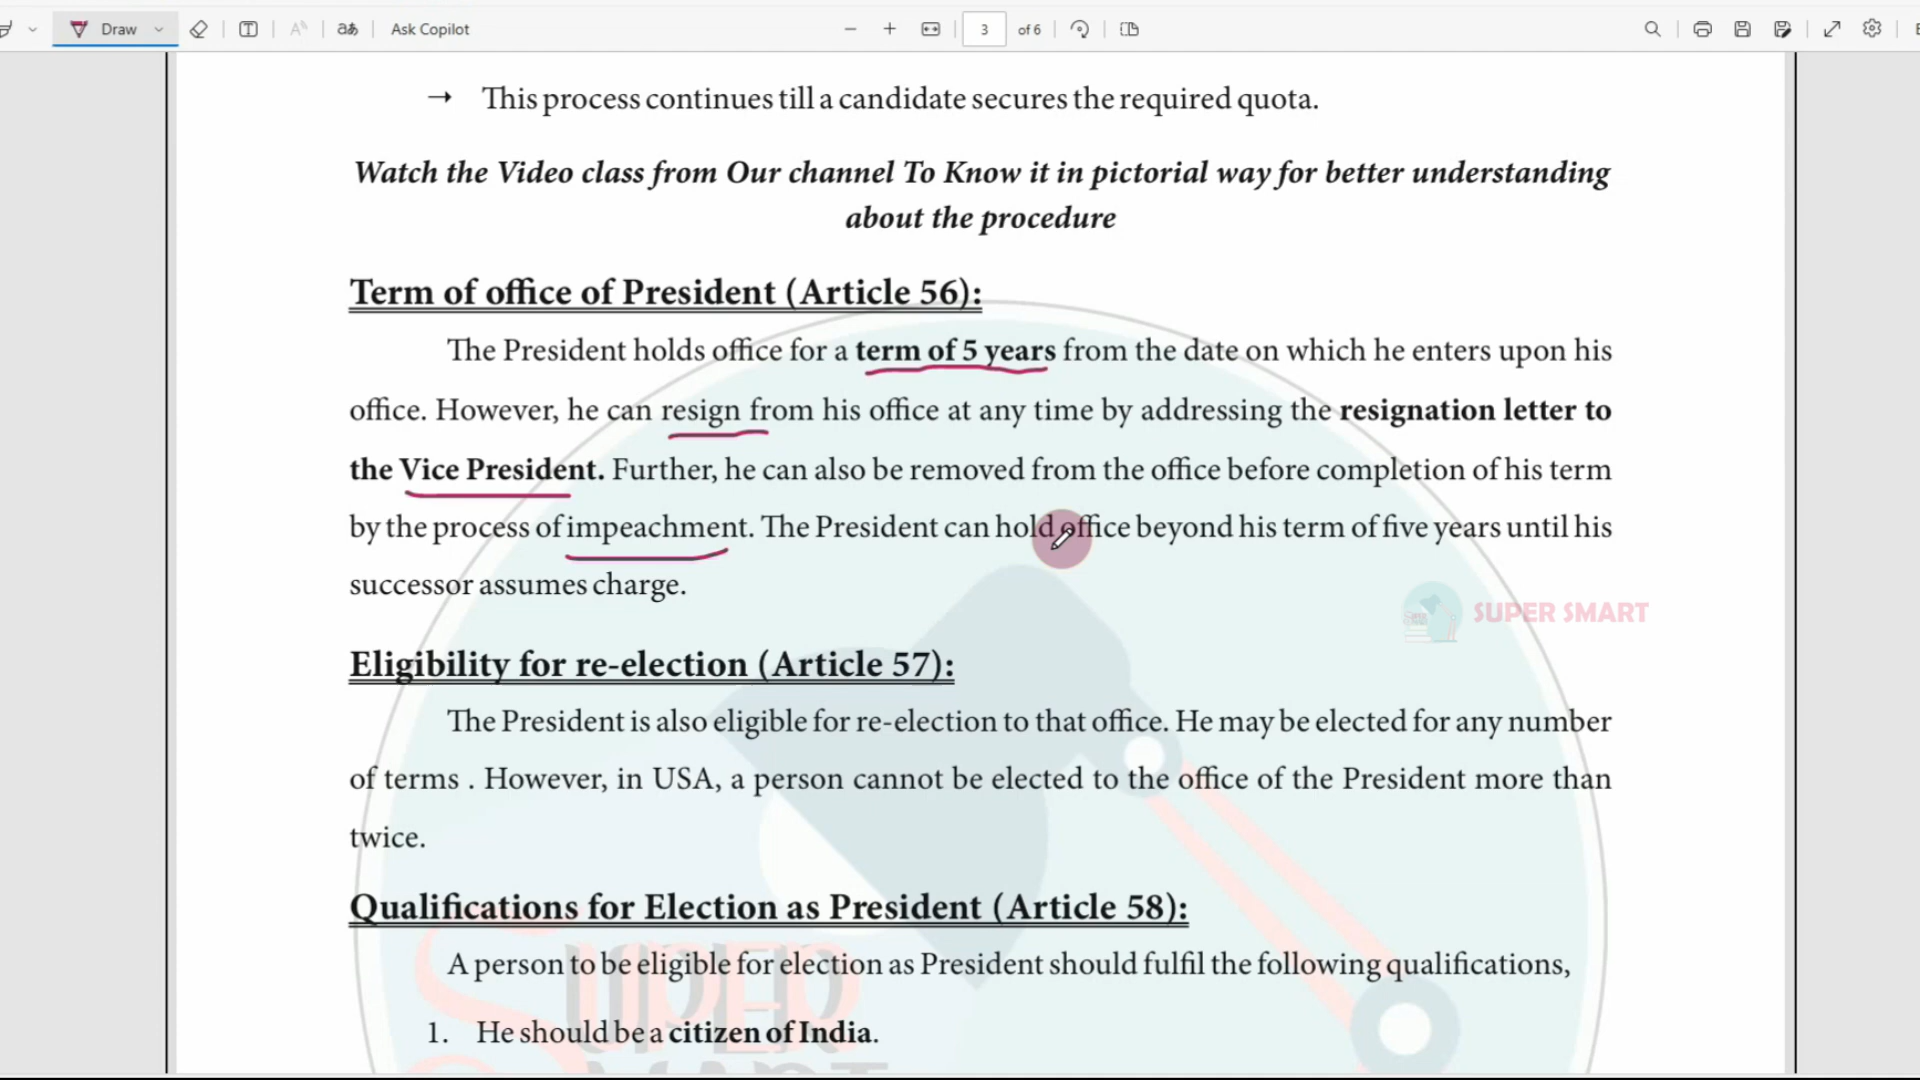 Draw
Ask Copilot
3 of 6
→ This process continues till a candidate secures the required quota.
Watch the Video class from Our channel To Know it in pictorial way for better understanding
about the procedure
Term of office of President (Article 56):
The President holds office for a term of 5 years from the date on which he enters upon his
office. However, he can resign from his office at any time by addressing the resignation letter to
the Vice President. Further, he can also be removed from the office before completion of his term
by the process of impeachment. The President can hold office beyond his term of five years until his
successor assumes charge.
SUPER SMART
Eligibility for re-election (Article 57):
The President is also eligible for re-election to that office. He may be elected for any number
of terms . However, in USA, a person cannot be elected to the office of the President more than
twice.
Qualifications for Election as President (Article 58):
A person to be eligible for election as President should fulfil the following qualifications,
1. He should be a citizen of India.
SUPER